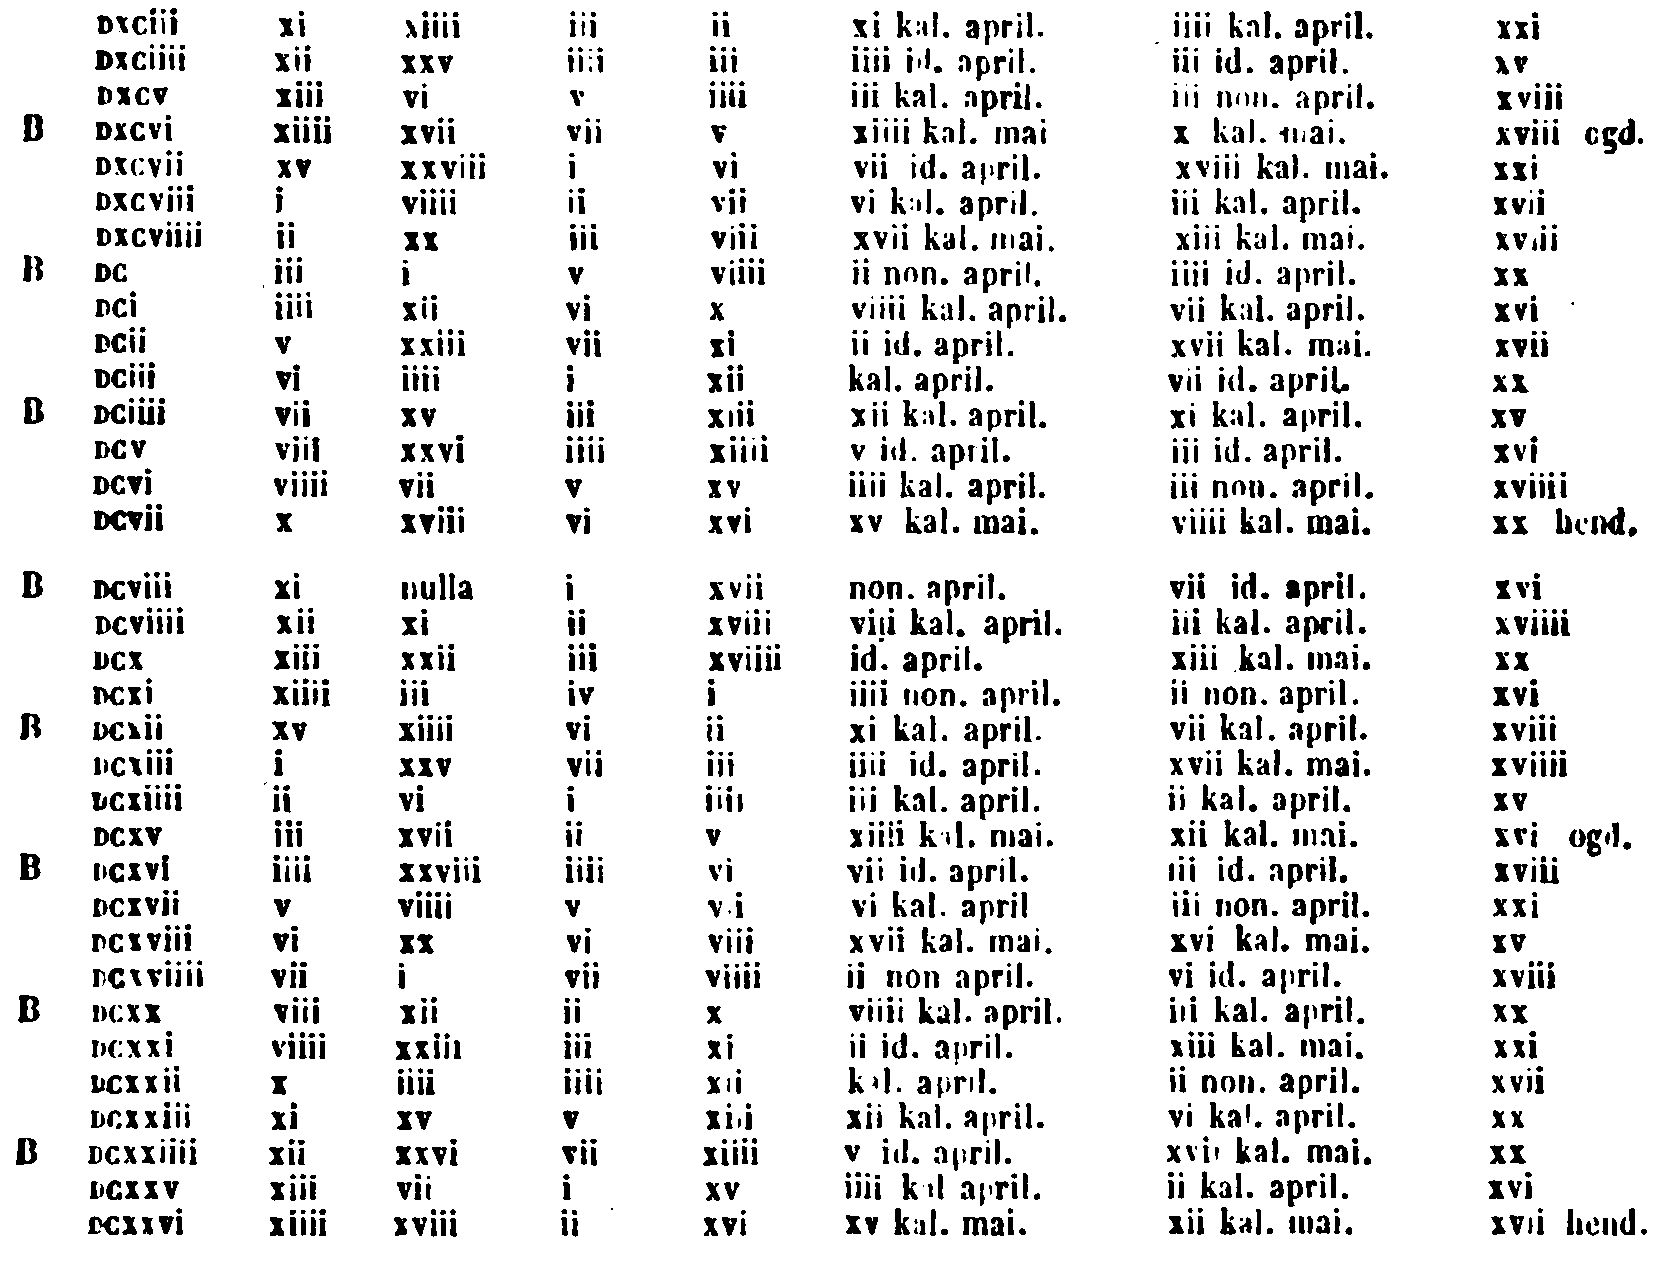 DXCiii xi xiiii iii ii xi kal. april. iiii kal. april. xxi
DXCiiii xii xxv iiii iii iiii id. april. iii id. april. xv
DXCV xiii vi v iiii iii kal. april. iii non. april. xviii
B DXCVi xiiii xvii vii v xiiii kal. mai x kal. mai. xviii cgd.
DXCVii xv xxviii i vi vii id. april. xviii kal. mai. xxi
DXCViii i viiii ii vii vi kal. april. iii kal. april. xvii
DXCViiii ii xx iii viii xvii kal. mai. xiii kal. mai. xviii
B DC iii i v viiii ii non. april. iiii id. april. xx
DCi iiii xii vi x viiii kal. april. vii kal. april. xvi
DCii v xxiii vii xi ii id. april. xvii kal. mai. xvii
DCiii vi iiii i xii kal. april. vii id. april. xx
B DCiiii vii xv iii xiii xii kal. april. xi kal. april. xv
DCV viii xxvi iiii xiiii v id. april. iii id. april. xvi
DCVi viiii vii v xv iiii kal. april. iii non. april. xviiii
DCVii x xviii vi xvi xv kal. mai. viiii kal. mai. xx hend.
B DCViii xi nulla i xvii non. april. vii id. april. xvi
DCViiii xii xi ii xviii viii kal. april. iii kal. april. xviiii
DCX xiii xxii iii xviiii id. april. xiii kal. mai. xx
DCXi xiiii iii iv i iiii non. april. ii non. april. xvi
B DCXii xv xiiii vi ii xi kal. april. vii kal. april. xviii
DCXiii i xxv vii iii iiii id. april. xvii kal. mai. xviiii
DCXiiii ii vi i iiii iii kal. april. ii kal. april. xv
DCXV iii xvii ii v xiiii kal. mai. xii kal. mai. xvi ogd.
B DCXVi iiii xxviii iiii vi vii id. april. iii id. april. xviii
DCXVii v viiii v vii vi kal. april iii non. april. xxi
DCXViii vi xx vi viii xvii kal. mai. xvi kal. mai. xv
DCXViiii vii i vii viiii ii non april. vi id. april. xviii
B DCXX viii xii ii x viiii kal. april. iii kal. april. xx
DCXXi viiii xxiii iii xi ii id. april. xiii kal. mai. xxi
DCXXii x iiii iiii xii kal. april. ii non. april. xvii
DCXXiii xi xv v xiii xii kal. april. vi kal. april. xx
B DCXXiiii xii xxvi vii xiiii v id. april. xvii kal. mai. xx
DCXXV xiii vii i xv iiii kal april. ii kal. april. xvi
DCXXVi xiiii xviii ii xvi xv kal. mai. xii kal. mai. xvii hend.